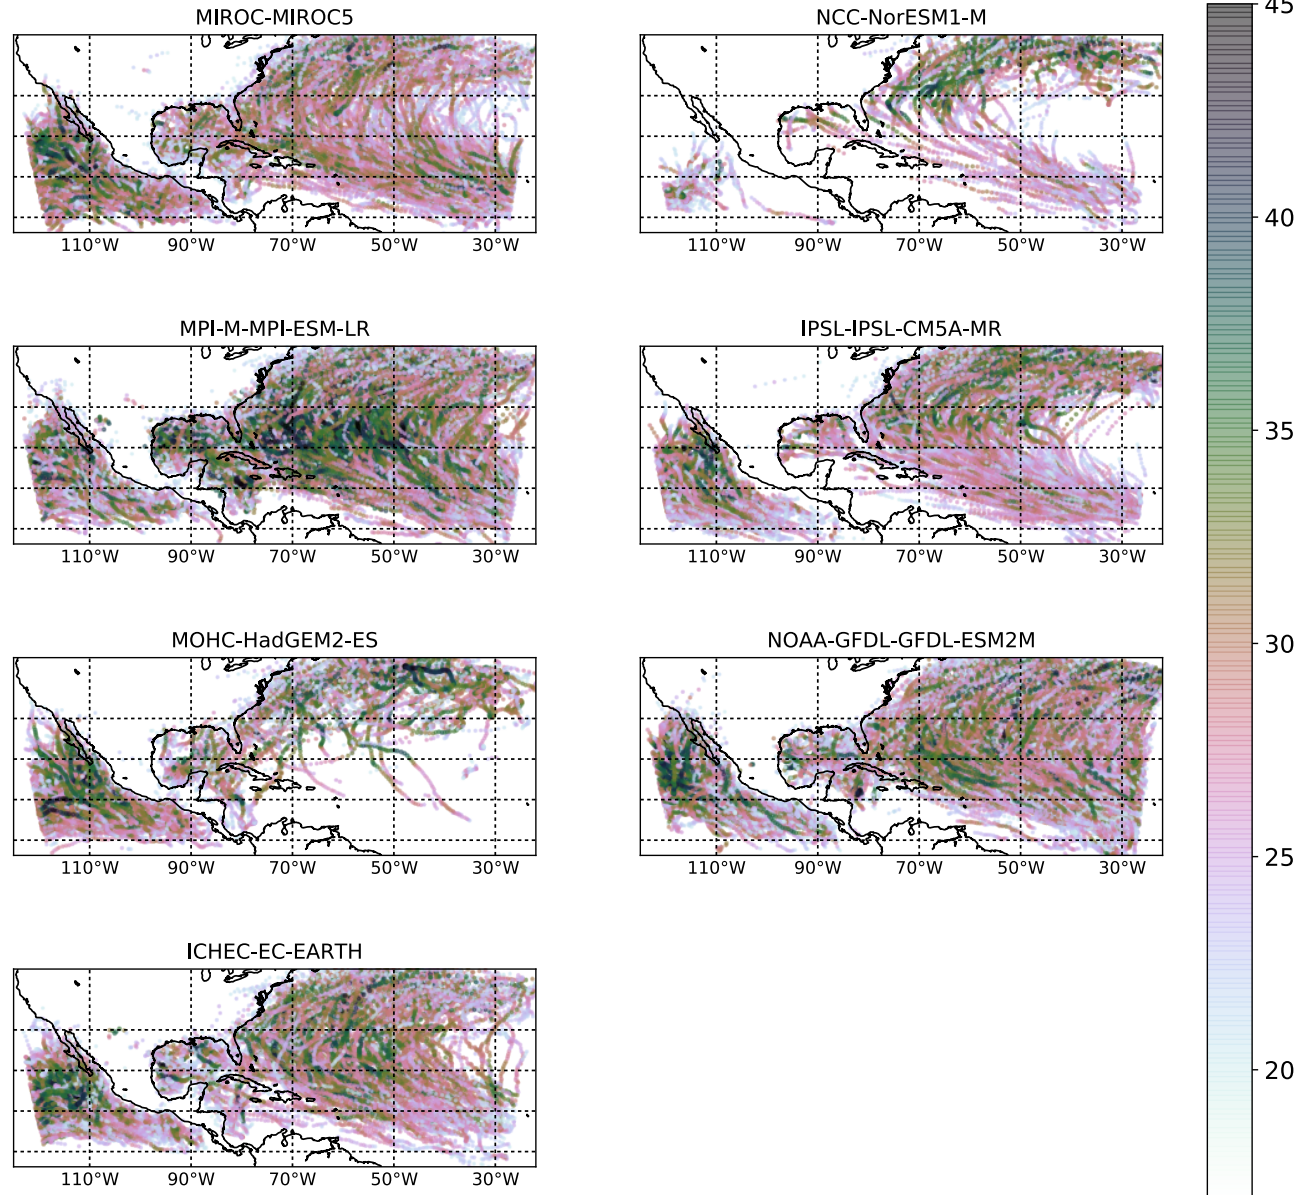 MIROC-MIROC5
110°W 90°W 70°W 50°W 30°W
NCC-NorESM1-M
110°W 90°W 70°W 50°W 30°W
MPI-M-MPI-ESM-LR
110°W 90°W 70°W 50°W 30°W
IPSL-IPSL-CM5A-MR
110°W 90°W 70°W 50°W 30°W
MOHC-HadGEM2-ES
110°W 90°W 70°W 50°W 30°W
NOAA-GFDL-GFDL-ESM2M
110°W 90°W 70°W 50°W 30°W
ICHEC-EC-EARTH
110°W 90°W 70°W 50°W 30°W
45
40
35
30
25
20